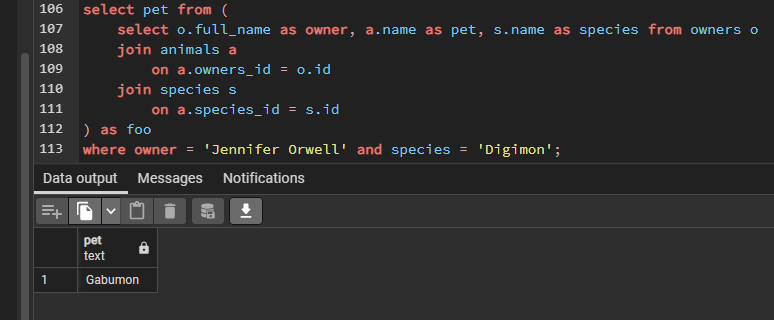 106 select pet from (
107 select o.full_name as owner, a.name as pet, s.name as species from owners o
108 join animals a
109 on a.owners_id = o.id
110 join species s
111 on a.species_id = s.id
112 ) as foo
113 where owner = 'Jennifer Orwell' and species = 'Digimon';
Data output Messages Notifications
pet
text
1 Gabumon